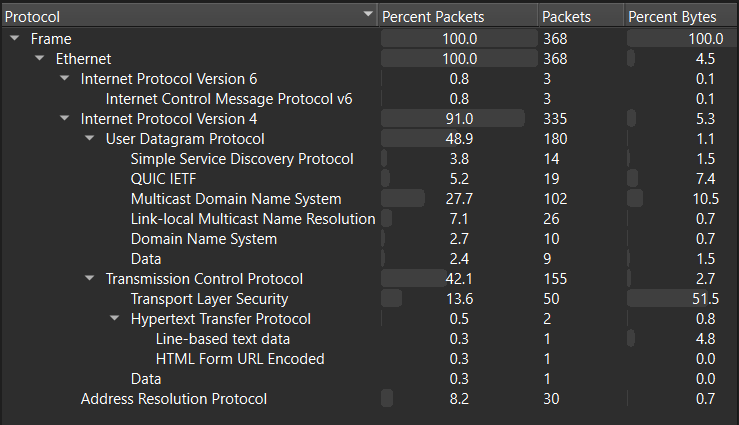 Protocol Percent Packets Packets Percent Bytes
Frame 100.0 368 100.0
Ethernet 100.0 368 4.5
Internet Protocol Version 6 0.8 3 0.1
Internet Control Message Protocol v6 0.8 3 0.1
Internet Protocol Version 4 91.0 335 5.3
User Datagram Protocol 48.9 180 1.1
Simple Service Discovery Protocol 3.8 14 1.5
QUIC IETF 5.2 19 7.4
Multicast Domain Name System 27.7 102 10.5
Link-local Multicast Name Resolution 7.1 26 0.7
Domain Name System 2.7 10 0.7
Data 2.4 9 1.5
Transmission Control Protocol 42.1 155 2.7
Transport Layer Security 13.6 50 51.5
Hypertext Transfer Protocol 0.5 2 0.8
Line-based text data 0.3 1 4.8
HTML Form URL Encoded 0.3 1 0.0
Data 0.3 1 0.0
Address Resolution Protocol 8.2 30 0.7